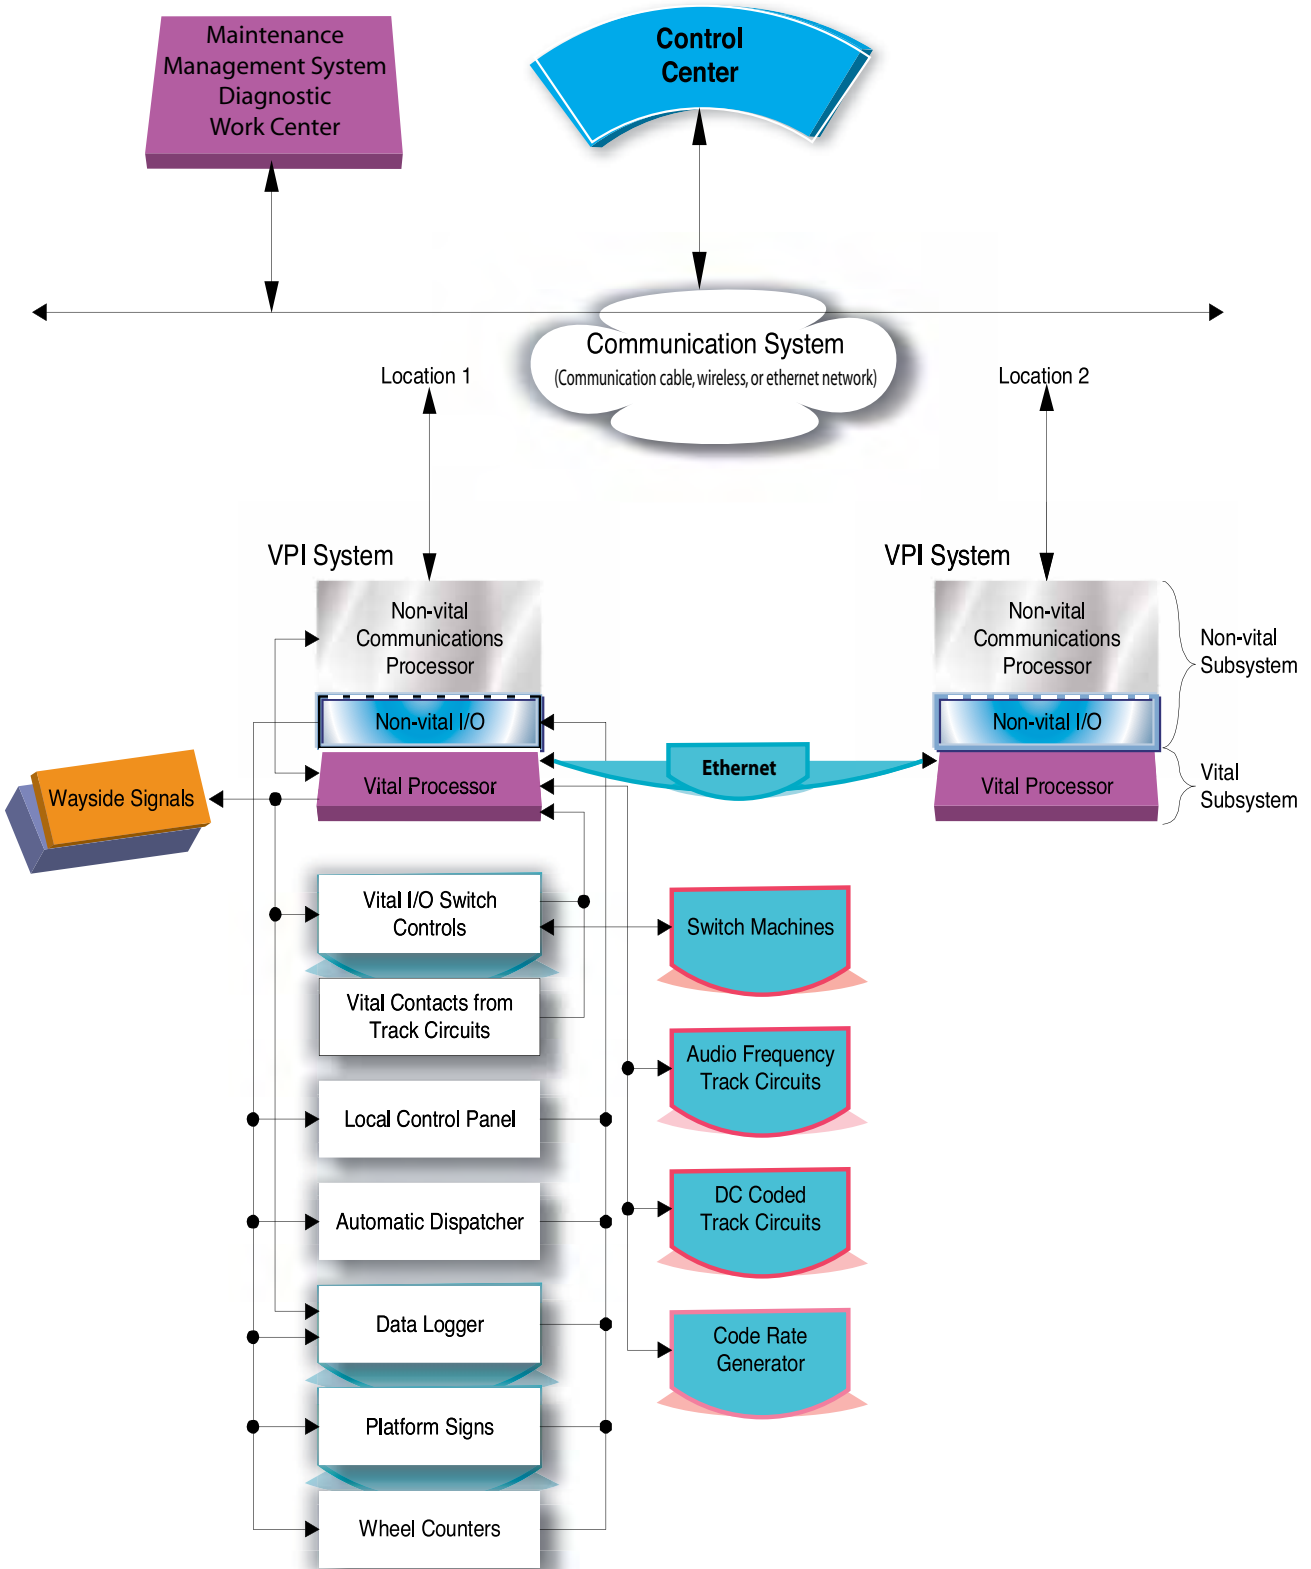 Maintenance
Management System
Diagnostic
Work Center
Control
Center
Communication System
(Communication cable, wireless, or ethernet network)
Location 1
Location 2
VPI System
VPI System
Non-vital
Communications
Processor
Non-vital
Communications
Processor
Non-vital
Subsystem
Non-vital I/O
Non-vital I/O
Ethernet
Vital Processor
Vital Processor
Vital
Subsystem
Wayside Signals
Vital I/O Switch
Controls
Switch Machines
Vital Contacts from
Track Circuits
Audio Frequency
Track Circuits
Local Control Panel
DC Coded
Track Circuits
Automatic Dispatcher
Data Logger
Code Rate
Generator
Platform Signs
Wheel Counters